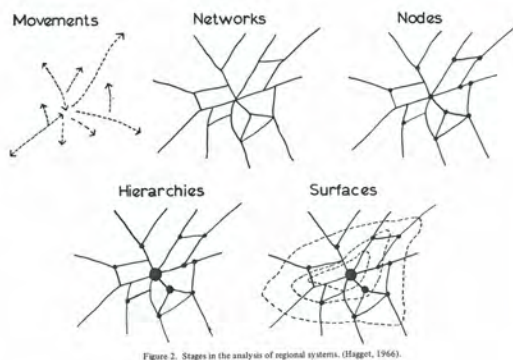 Movements
Networks
Nodes
Hierarchies
Surfaces
Figure 2. Stages in the analysis of regional systems. (Hagget, 1966).